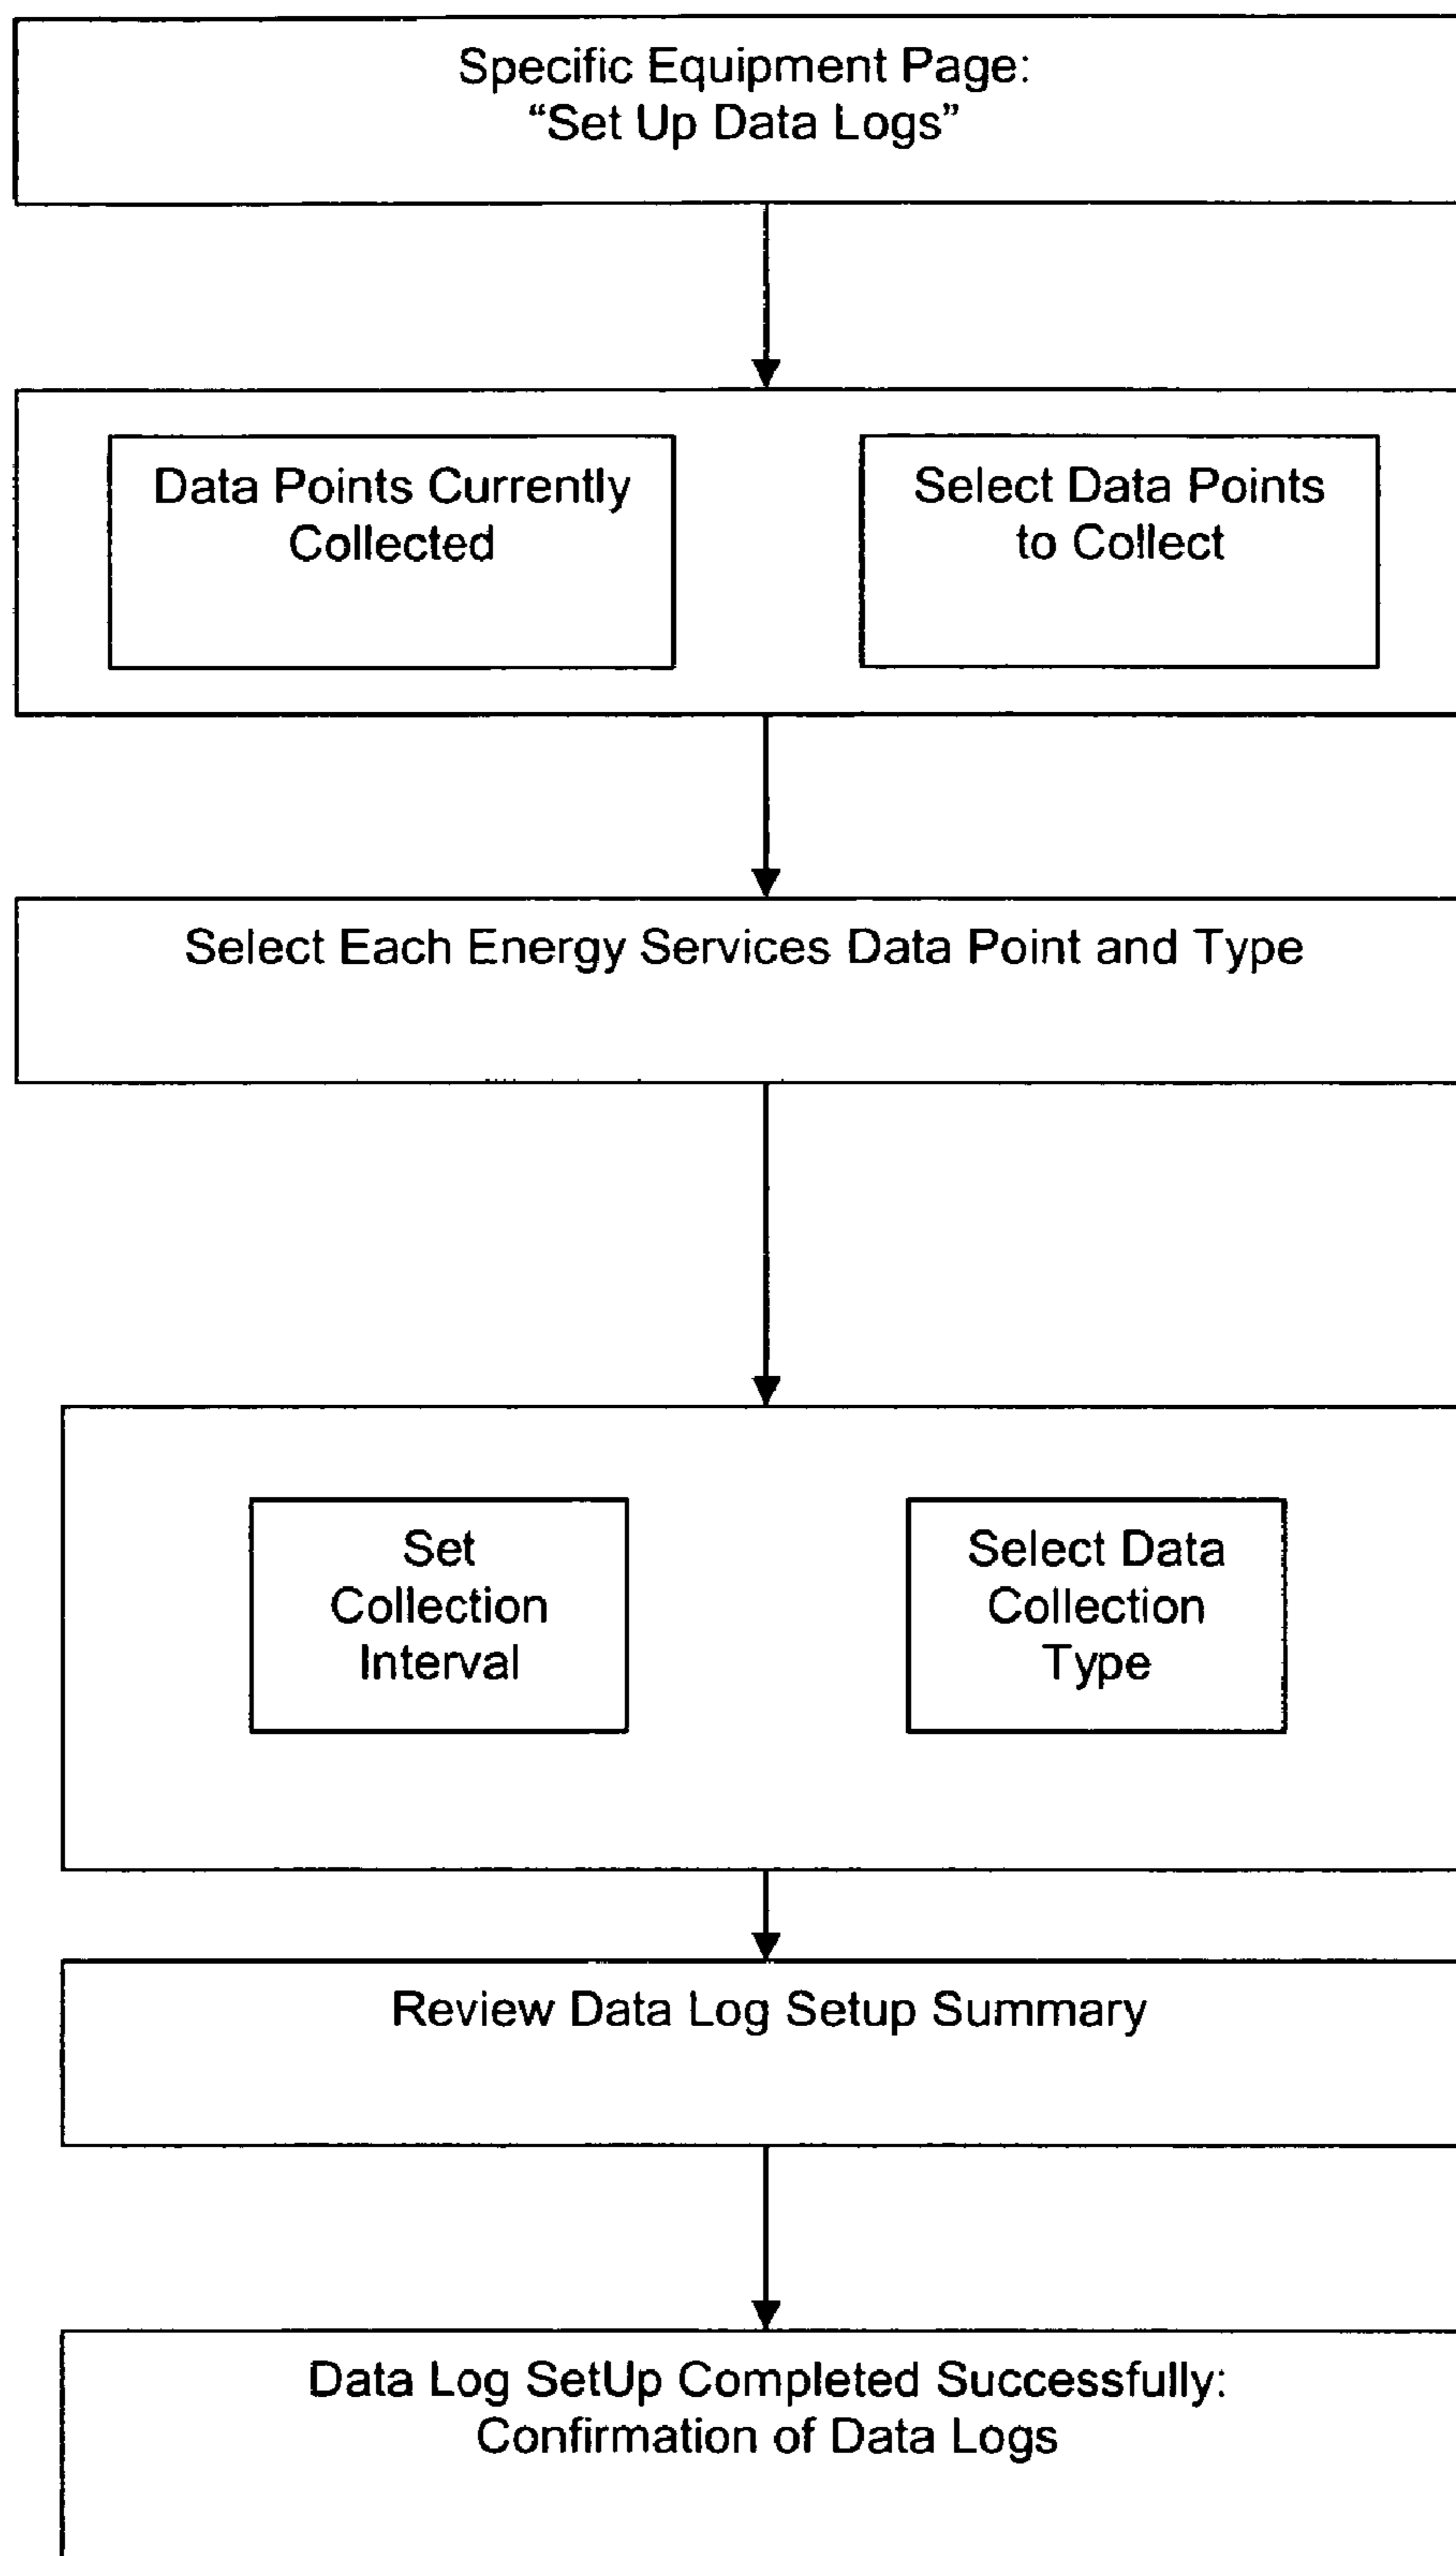 Specific Equipment Page:
“Set Up Data Logs”
Data Points Currently
Collected
Select Data Points
to Collect
Select Each Energy Services Data Point and Type
Set
Collection
Interval
Select Data
Collection
Type
Review Data Log Setup Summary
Data Log SetUp Completed Successfully:
Confirmation of Data Logs